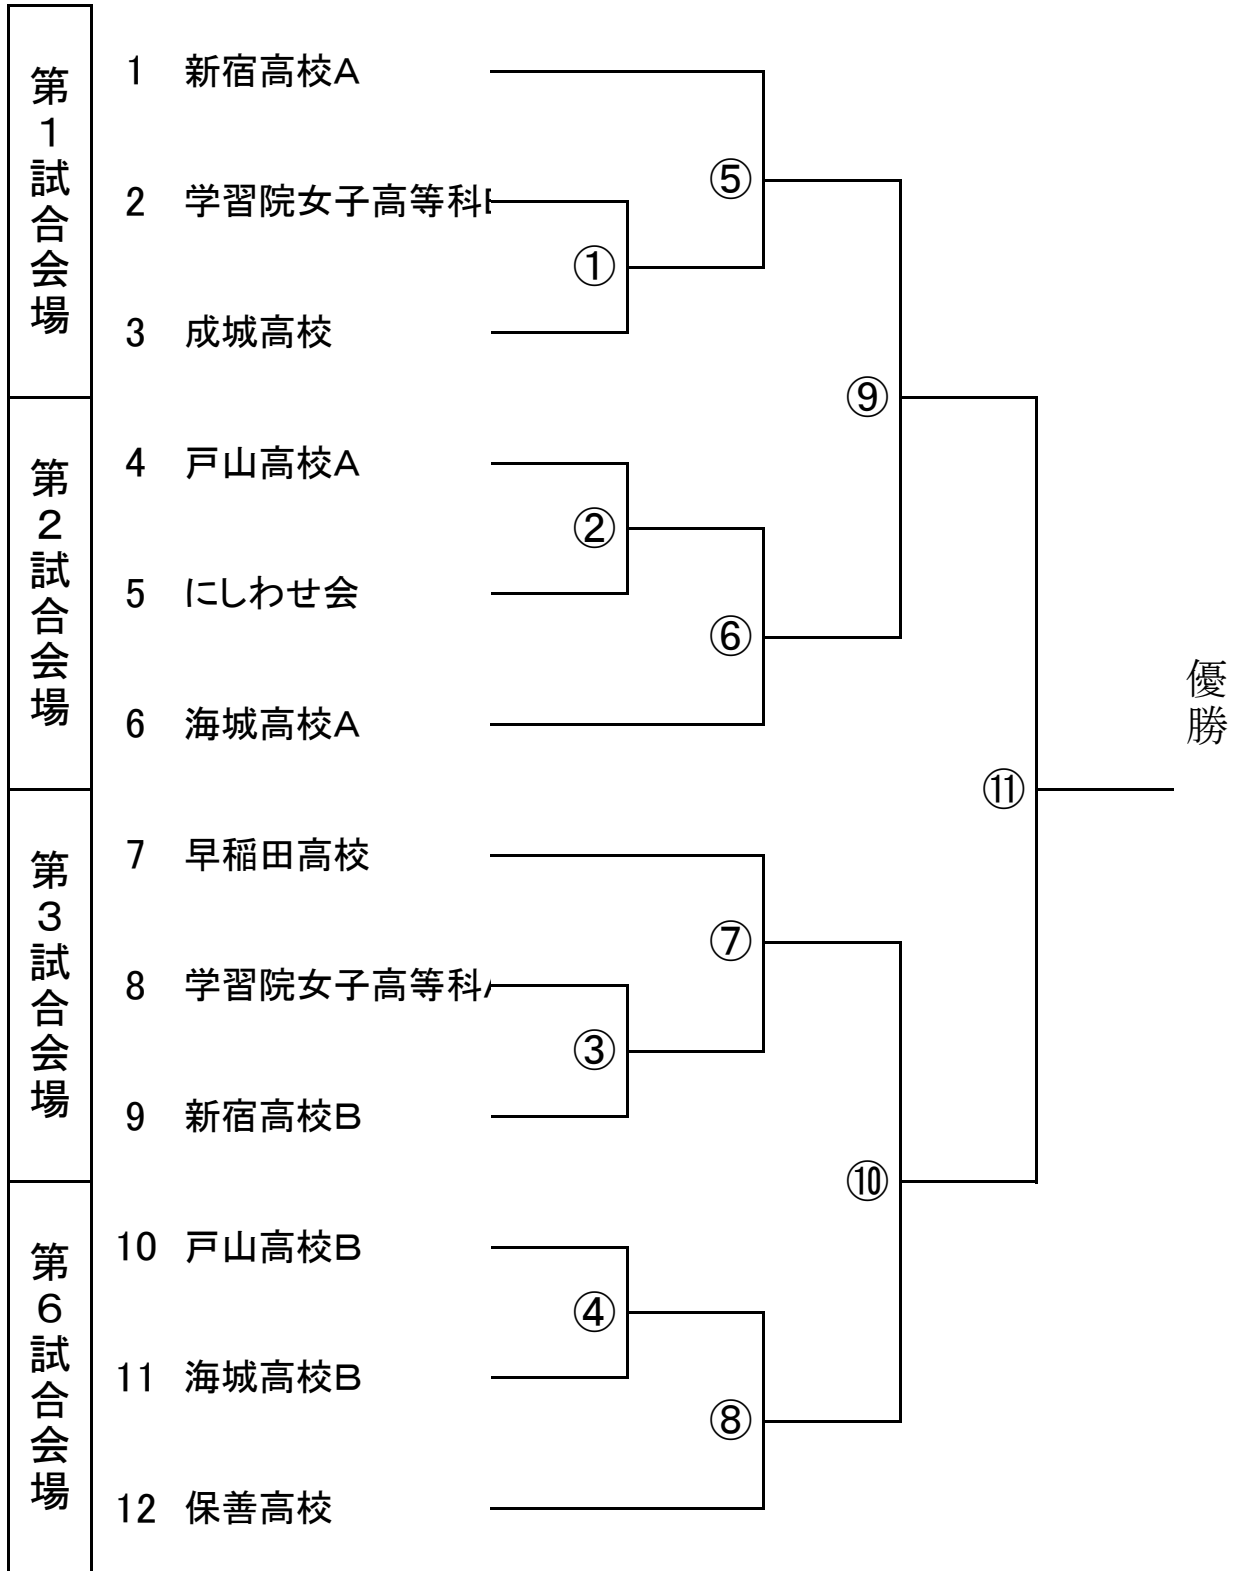 第1試合会場
1 新宿高校A
2 学習院女子高等科
3 成城高校
①
⑤
第2試合会場
4 戸山高校A
5 にしわせ会
6 海城高校A
②
⑥
⑨
第3試合会場
7 早稲田高校
8 学習院女子高等科
9 新宿高校B
③
⑦
第6試合会場
10 戸山高校B
11 海城高校B
12 保善高校
④
⑧
⑩
⑪
優勝